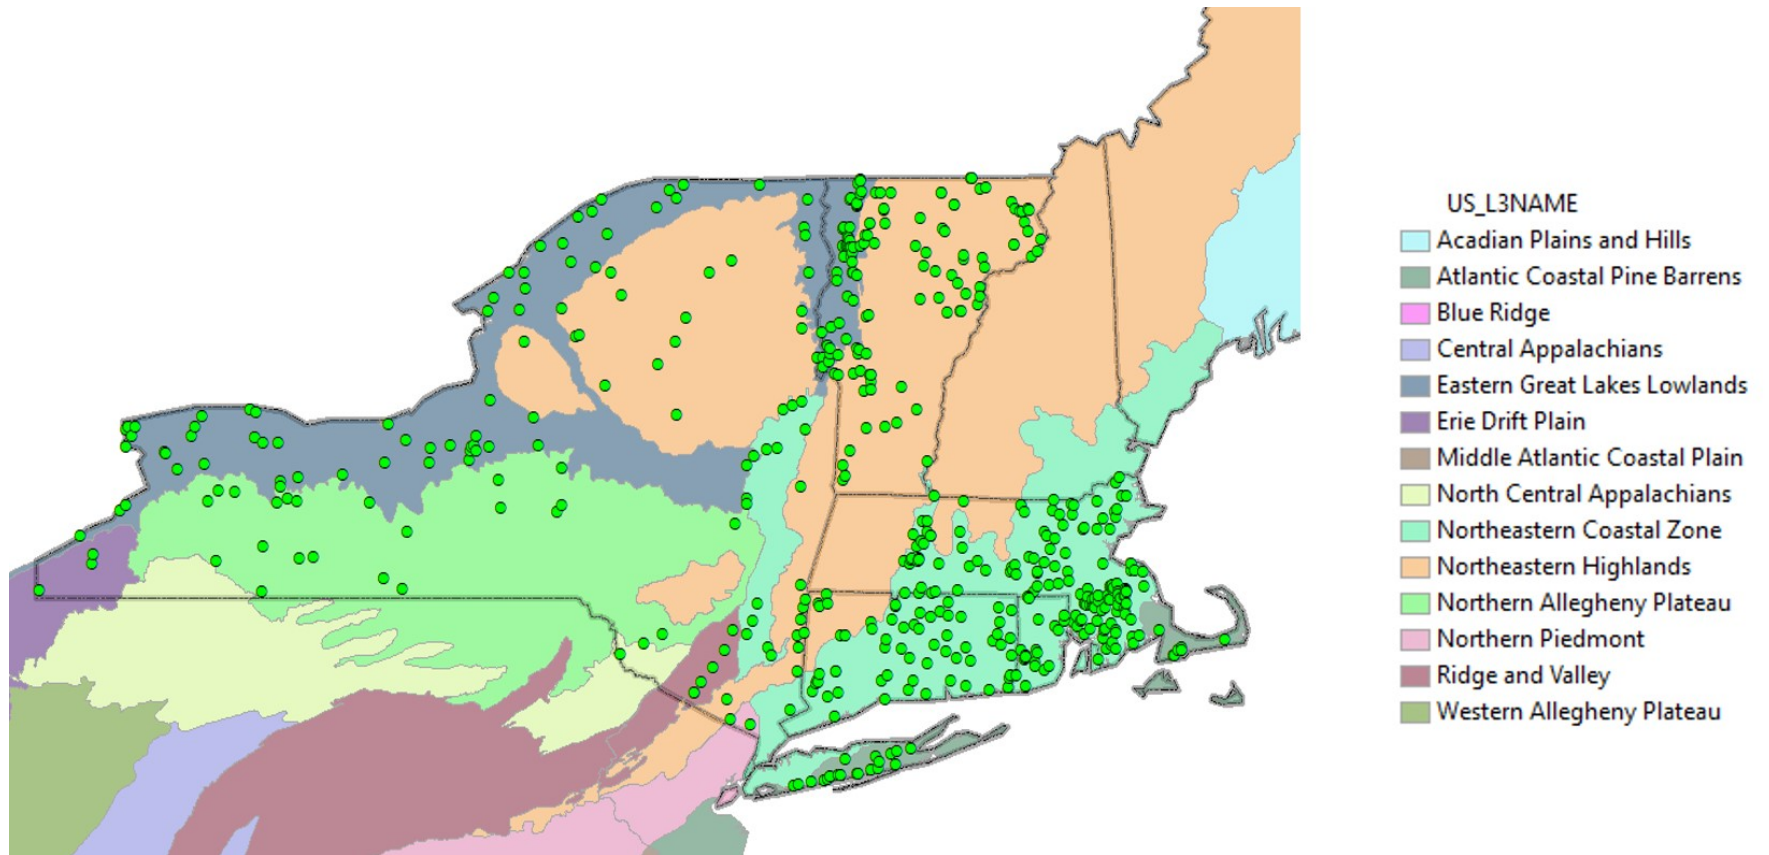 US_L3NAME
Acadian Plains and Hills
Atlantic Coastal Pine Barrens
Blue Ridge
Central Appalachians
Eastern Great Lakes Lowlands
Erie Drift Plain
Middle Atlantic Coastal Plain
North Central Appalachians
Northeastern Coastal Zone
Northeastern Highlands
Northern Allegheny Plateau
Northern Piedmont
Ridge and Valley
Western Allegheny Plateau